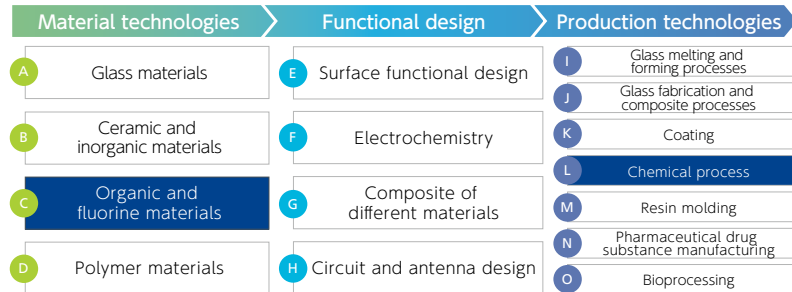 Material technologies
Functional design
Production technologies
A
Glass materials
B
Ceramic and
inorganic materials
C
Organic and
fluorine materials
D
Polymer materials
E
Surface functional design
F
Electrochemistry
G
Composite of
different materials
H
Circuit and antenna design
I
Glass melting and
forming processes
J
Glass fabrication and
composite processes
K
Coating
L
Chemical process
M
Resin molding
N
Pharmaceutical drug
substance manufacturing
O
Bioprocessing